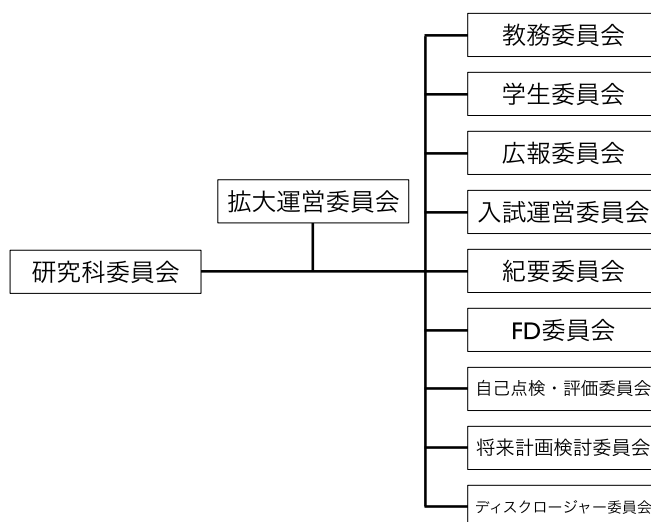 教務委員会
学生委員会
広報委員会
拡大運営委員会
入試運営委員会
研究科委員会
紀要委員会
FD委員会
自己点検・評価委員会
将来計画検討委員会
ディスクロージャー委員会